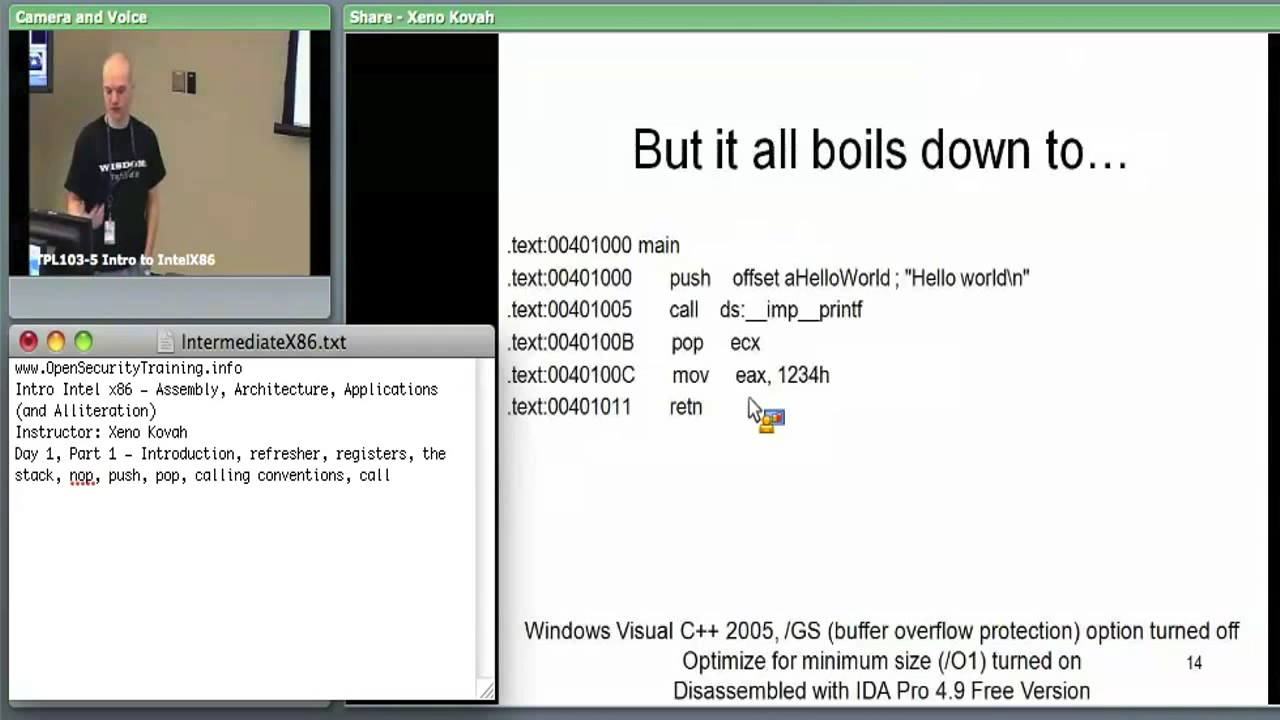 Camera and Voice
WISDOM
TPL103-5 Intro to IntelX86
IntermediateX86.txt
www.OpenSecurityTraining.info
Intro Intel x86 – Assembly, Architecture, Applications
(and Alliteration)
Instructor: Xeno Kovah
Day 1, Part 1 – Introduction, refresher, registers, the
stack, nop, push, pop, calling conventions, call
Share - Xeno Kovah
But it all boils down to…
.text:00401000 main
.text:00401000 push offset aHelloWorld ; "Hello world\n"
.text:00401005 call ds:__imp__printf
.text:0040100B pop ecx
.text:0040100C mov eax, 1234h
.text:00401011 retn
Windows Visual C++ 2005, /GS (buffer overflow protection) option turned off
Optimize for minimum size (/O1) turned on
Disassembled with IDA Pro 4.9 Free Version
14